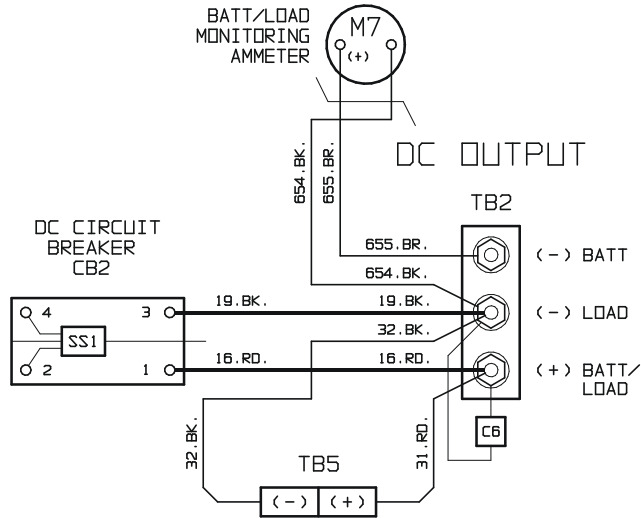 BATT/LOAD
MONITORING
AMMETER
M7
(+)
654.BK.
655.BR.
DC OUTPUT
TB2
DC CIRCUIT
BREAKER
CB2
655.BR.
(-) BATT
654.BK.
4
3
19.BK.
19.BK.
(-) LOAD
32.BK.
SS1
2
1
16.RD.
16.RD.
(+) BATT/
LOAD
C6
32.BK.
31.RD.
TB5
(-)
(+)